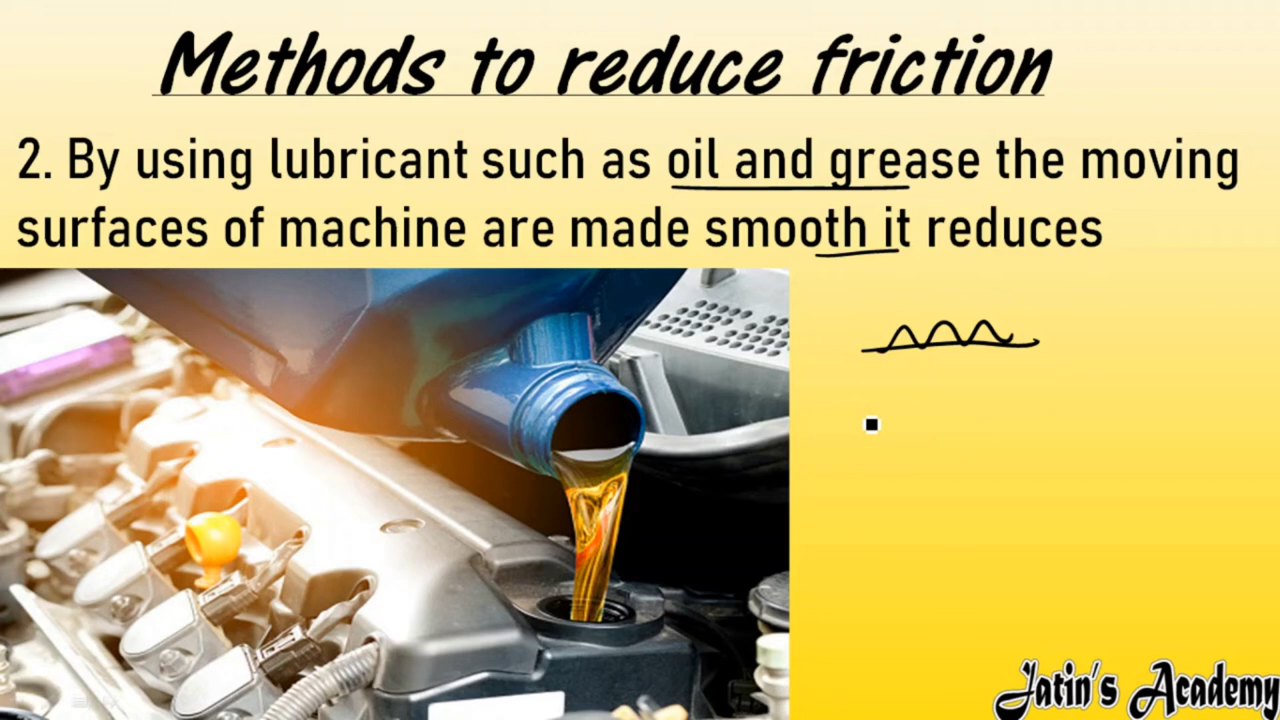 Methods to reduce friction
2. By using lubricant such as oil and grease the moving
surfaces of machine are made smooth it reduces
Jatin's Academy